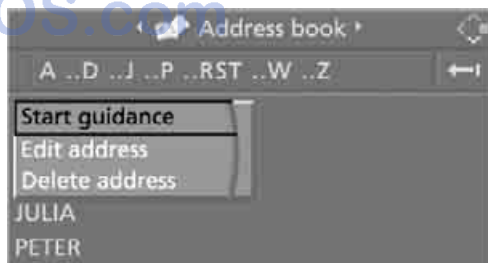 Address book
A ..D ..J ..P ..RST ..W ..Z
Start guidance
Edit address
Delete address
JULIA
PETER